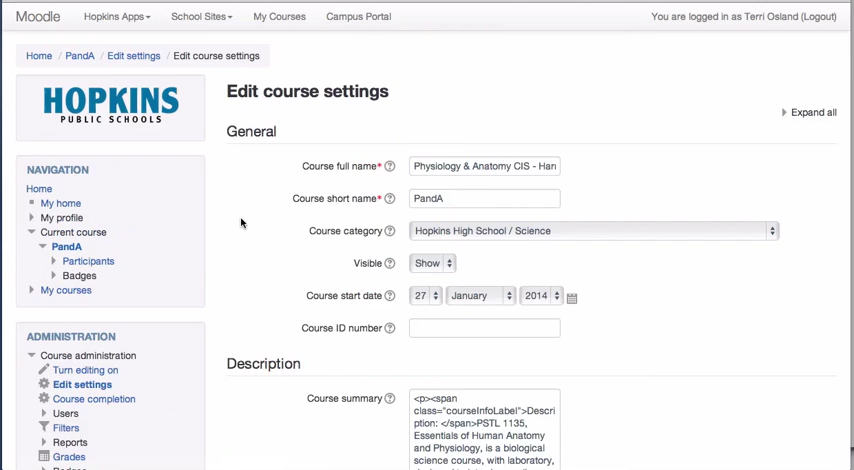 Moodle Hopkins Apps School Sites My Courses Campus Portal You are logged in as Terri Osland (Logout)
Home / PandA / Edit settings / Edit course settings
HOPKINS
PUBLIC SCHOOLS
NAVIGATION
Home
My home
My profile
Current course
PandA
Participants
Badges
My courses
ADMINISTRATION
Course administration
Turn editing on
Edit settings
Course completion
Users
Filters
Reports
Grades
Edit course settings
Expand all
General
Course full name* Physiology & Anatomy CIS - Han
Course short name* PandA
Course category Hopkins High School / Science
Visible Show
Course start date 27 January 2014
Course ID number
Description
Course summary <p><span
class="courseInfoLabel">Descri
ption: </span>PSTL 1135,
Essentials of Human Anatomy
and Physiology, is a biological
science course, with laboratory,